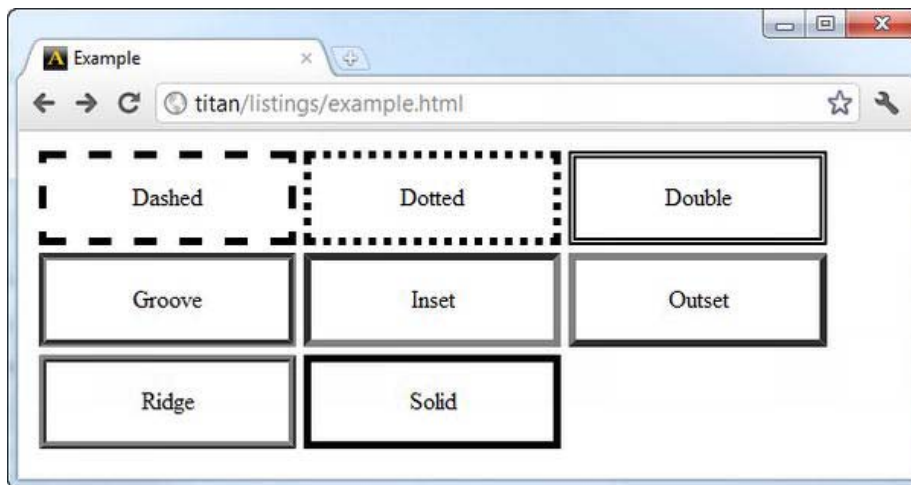 Example
titan/listings/example.html
Dashed Dotted Double
Groove Inset Outset
Ridge Solid